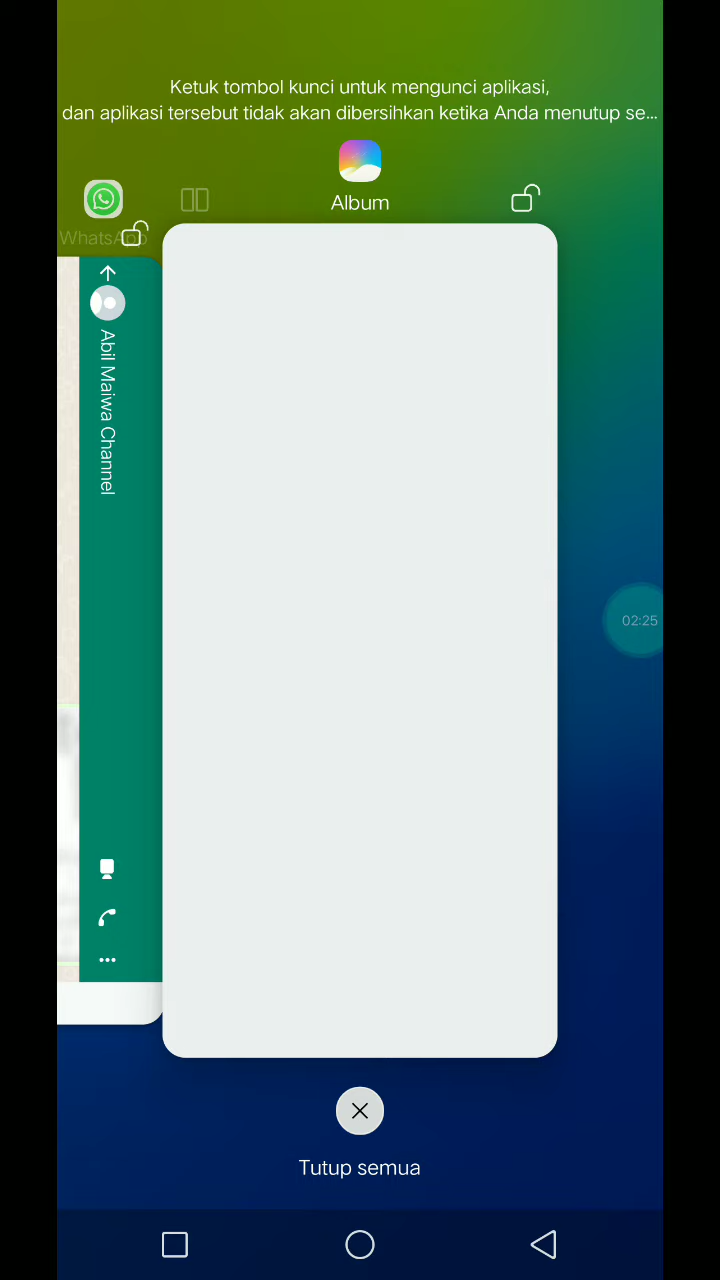 Ketuk tombol kunci untuk mengunci aplikasi,
dan aplikasi tersebut tidak akan dibersihkan ketika Anda menutup se...
Album
WhatsApp
Abil Maiwa Channel
02:25
Tutup semua